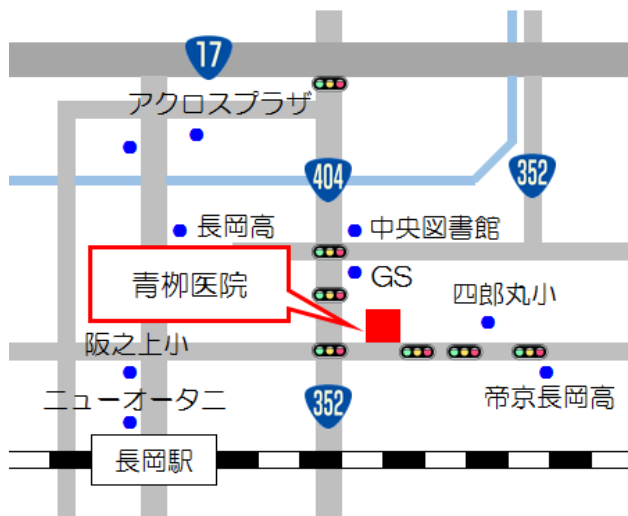 17
アクロスプラザ
404
352
長岡高
中央図書館
青栁医院
GS
四郎丸小
阪之上小
ニューオータニ
352
帝京長岡高
長岡駅